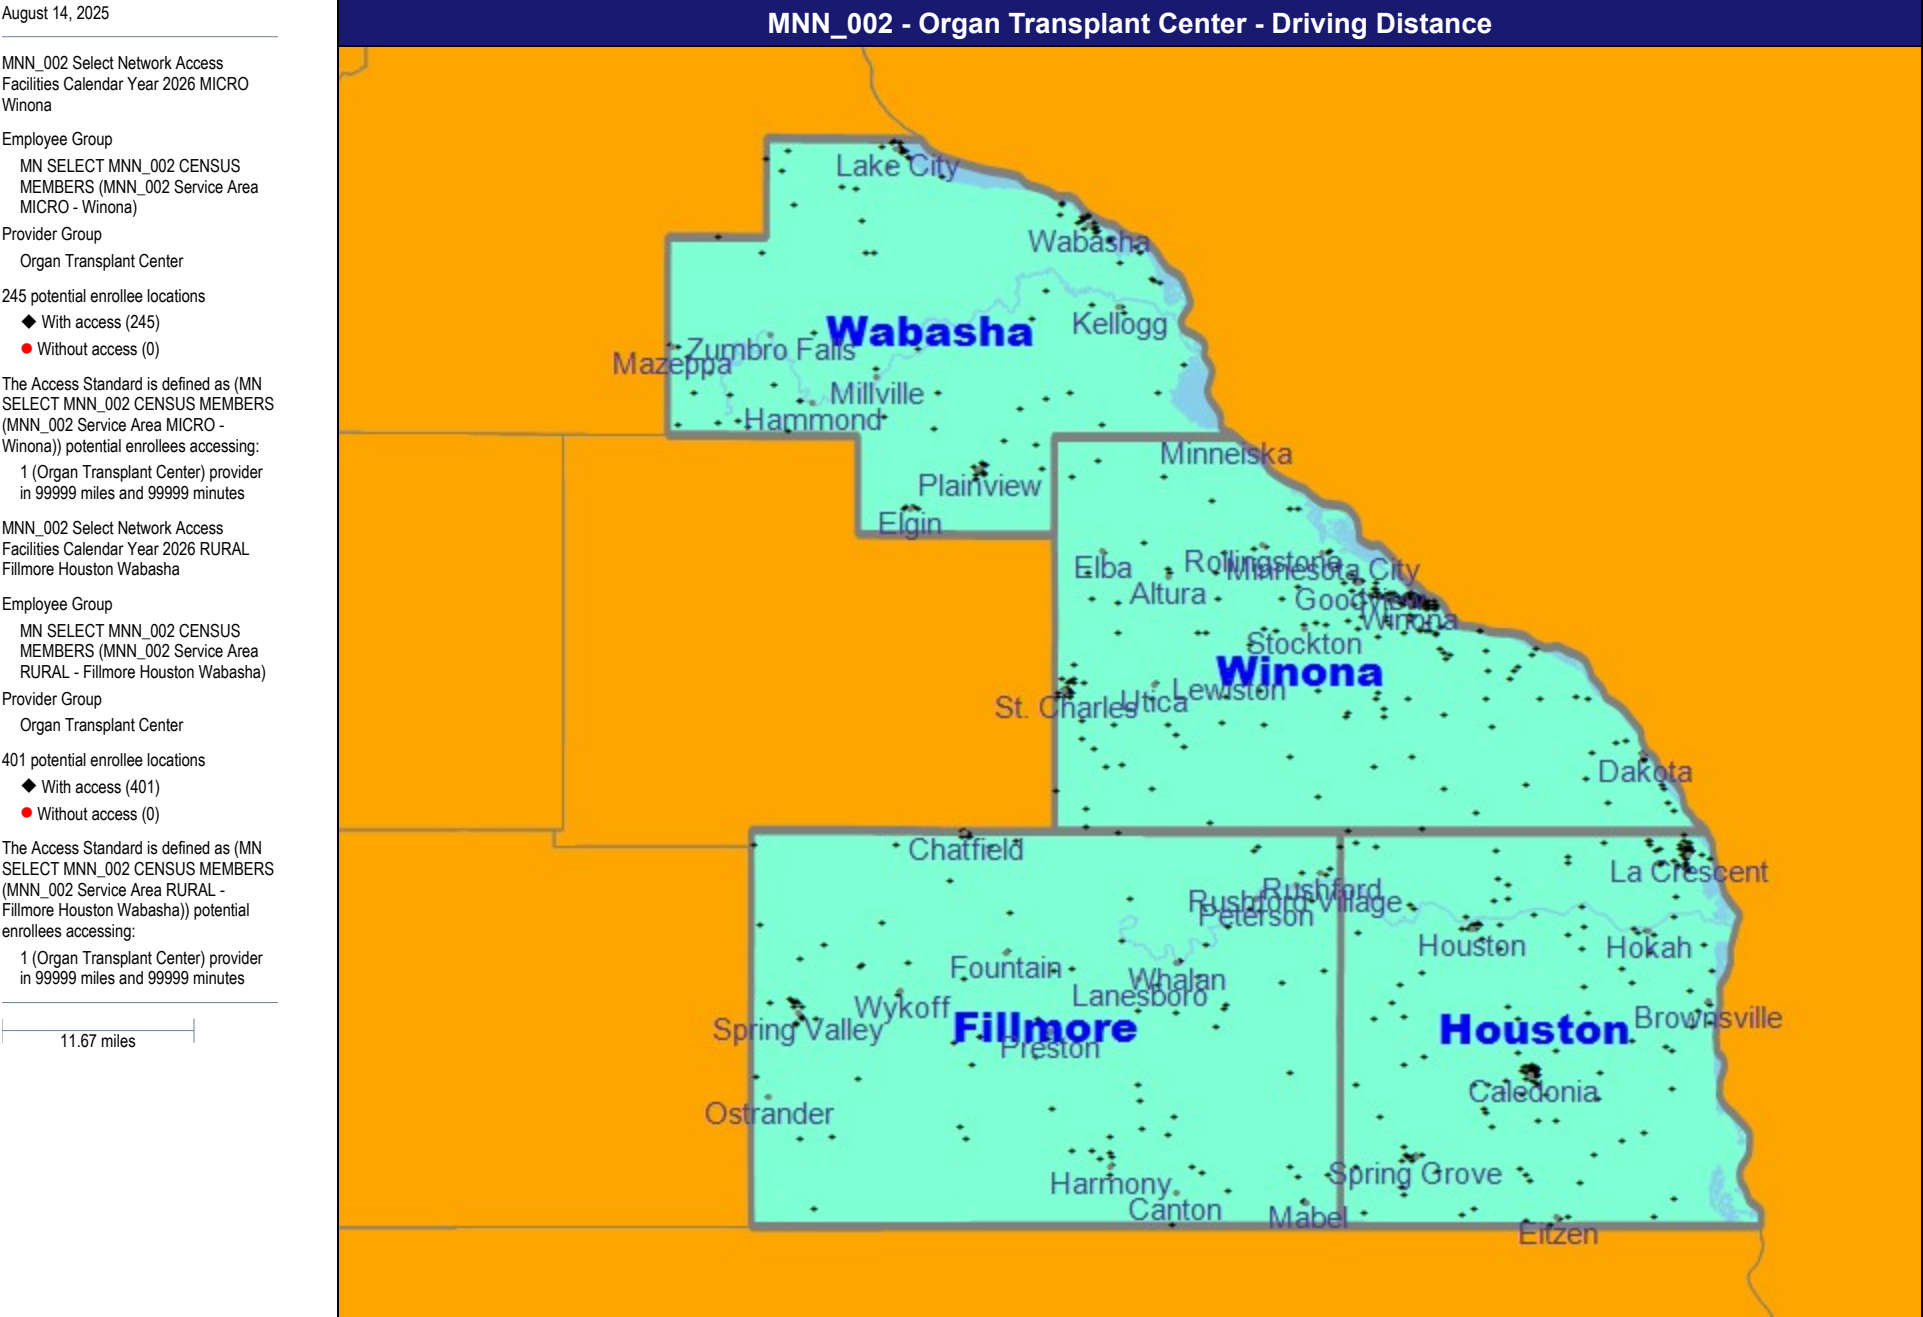 August 14, 2025
MNN_002 - Organ Transplant Center - Driving Distance
MNN_002 Select Network Access
Facilities Calendar Year 2026 MICRO
Winona
Employee Group
MN SELECT MNN_002 CENSUS
MEMBERS (MNN_002 Service Area
MICRO - Winona)
Provider Group
Organ Transplant Center
245 potential enrollee locations
With access (245)
Without access (0)
The Access Standard is defined as (MN
SELECT MNN_002 CENSUS MEMBERS
(MNN_002 Service Area MICRO -
Winona)) potential enrollees accessing:
1 (Organ Transplant Center) provider
in 99999 miles and 99999 minutes
MNN_002 Select Network Access
Facilities Calendar Year 2026 RURAL
Fillmore Houston Wabasha
Employee Group
MN SELECT MNN_002 CENSUS
MEMBERS (MNN_002 Service Area
RURAL - Fillmore Houston Wabasha)
Provider Group
Organ Transplant Center
401 potential enrollee locations
With access (401)
Without access (0)
The Access Standard is defined as (MN
SELECT MNN_002 CENSUS MEMBERS
(MNN_002 Service Area RURAL -
Fillmore Houston Wabasha)) potential
enrollees accessing:
1 (Organ Transplant Center) provider
in 99999 miles and 99999 minutes
11.67 miles
Lake City
Wabasha
Kellogg
Wabasha
Zumbro Falls
Mazeppa
Millville
Hammond
Plainview
Elgin
Minneiska
Elba
Rollingstone
Minnesota City
Altura
Goodview
Winona
Stockton
Winona
Lewiston
Utica
St. Charles
Dakota
Chatfield
La Crescent
Rushford
Rushford Village
Peterson
Houston
Hokah
Fountain
Whalan
Lanesboro
Wykoff
Spring Valley
Fillmore
Preston
Houston
Brownsville
Caledonia
Ostrander
Spring Grove
Harmony
Canton
Mabel
Eitzen